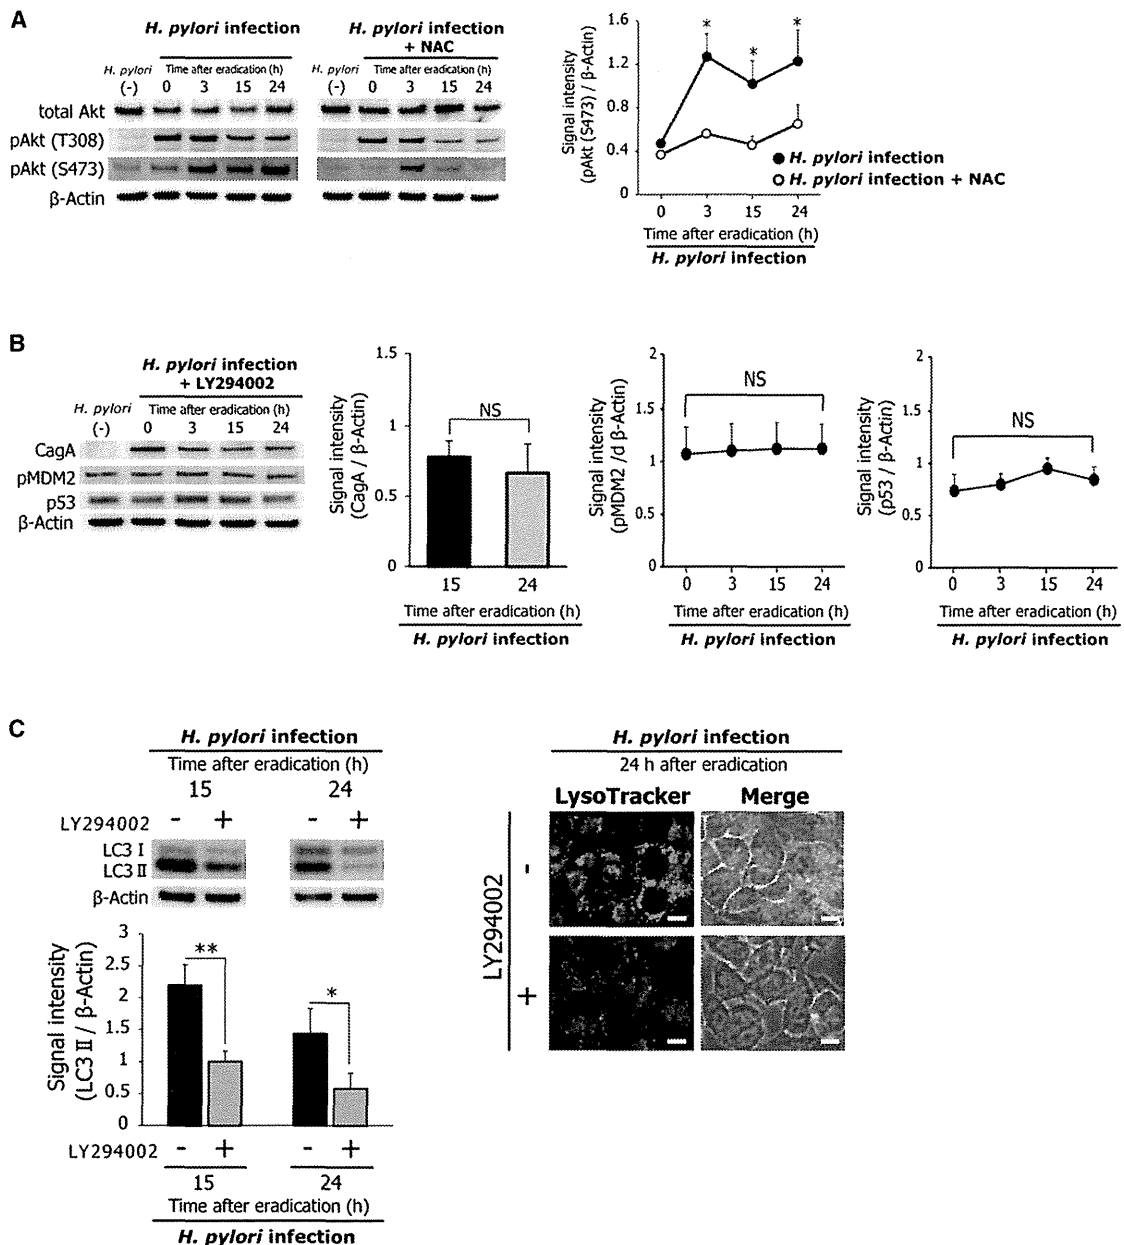 A
H. pylori infection
H. pylori infection
+ NAC
H. pylori
(-)
Time after eradication (h)
0 3 15 24
H. pylori
(-)
Time after eradication (h)
0 3 15 24
total Akt
pAkt (T308)
pAkt (S473)
β-Actin
Signal intensity
(pAkt (S473) / β-Actin)
1.6
1.2
0.8
0.4
0
* * *
H. pylori infection
H. pylori infection + NAC
0 3 15 24
Time after eradication (h)
H. pylori infection
B
H. pylori infection
+ LY294002
H. pylori
(-)
Time after eradication (h)
0 3 15 24
CagA
pMDM2
p53
β-Actin
Signal intensity
(CagA / β-Actin)
1.5
1
0.5
0
NS
15 24
Time after eradication (h)
H. pylori infection
Signal intensity
(pMDM2 /d β-Actin)
2
1.5
1
0.5
0
NS
0 3 15 24
Time after eradication (h)
H. pylori infection
Signal intensity
(p53 / β-Actin)
2
1.5
1
0.5
0
NS
0 3 15 24
Time after eradication (h)
H. pylori infection
C
H. pylori infection
Time after eradication (h)
15 24
LY294002 - + - +
LC3 I
LC3 II
β-Actin
Signal intensity
(LC3 II / β-Actin)
3
2.5
2
1.5
1
0.5
0
**
*
LY294002 - + - +
15 24
Time after eradication (h)
H. pylori infection
H. pylori infection
24 h after eradication
LysoTracker Merge
LY294002
-
+